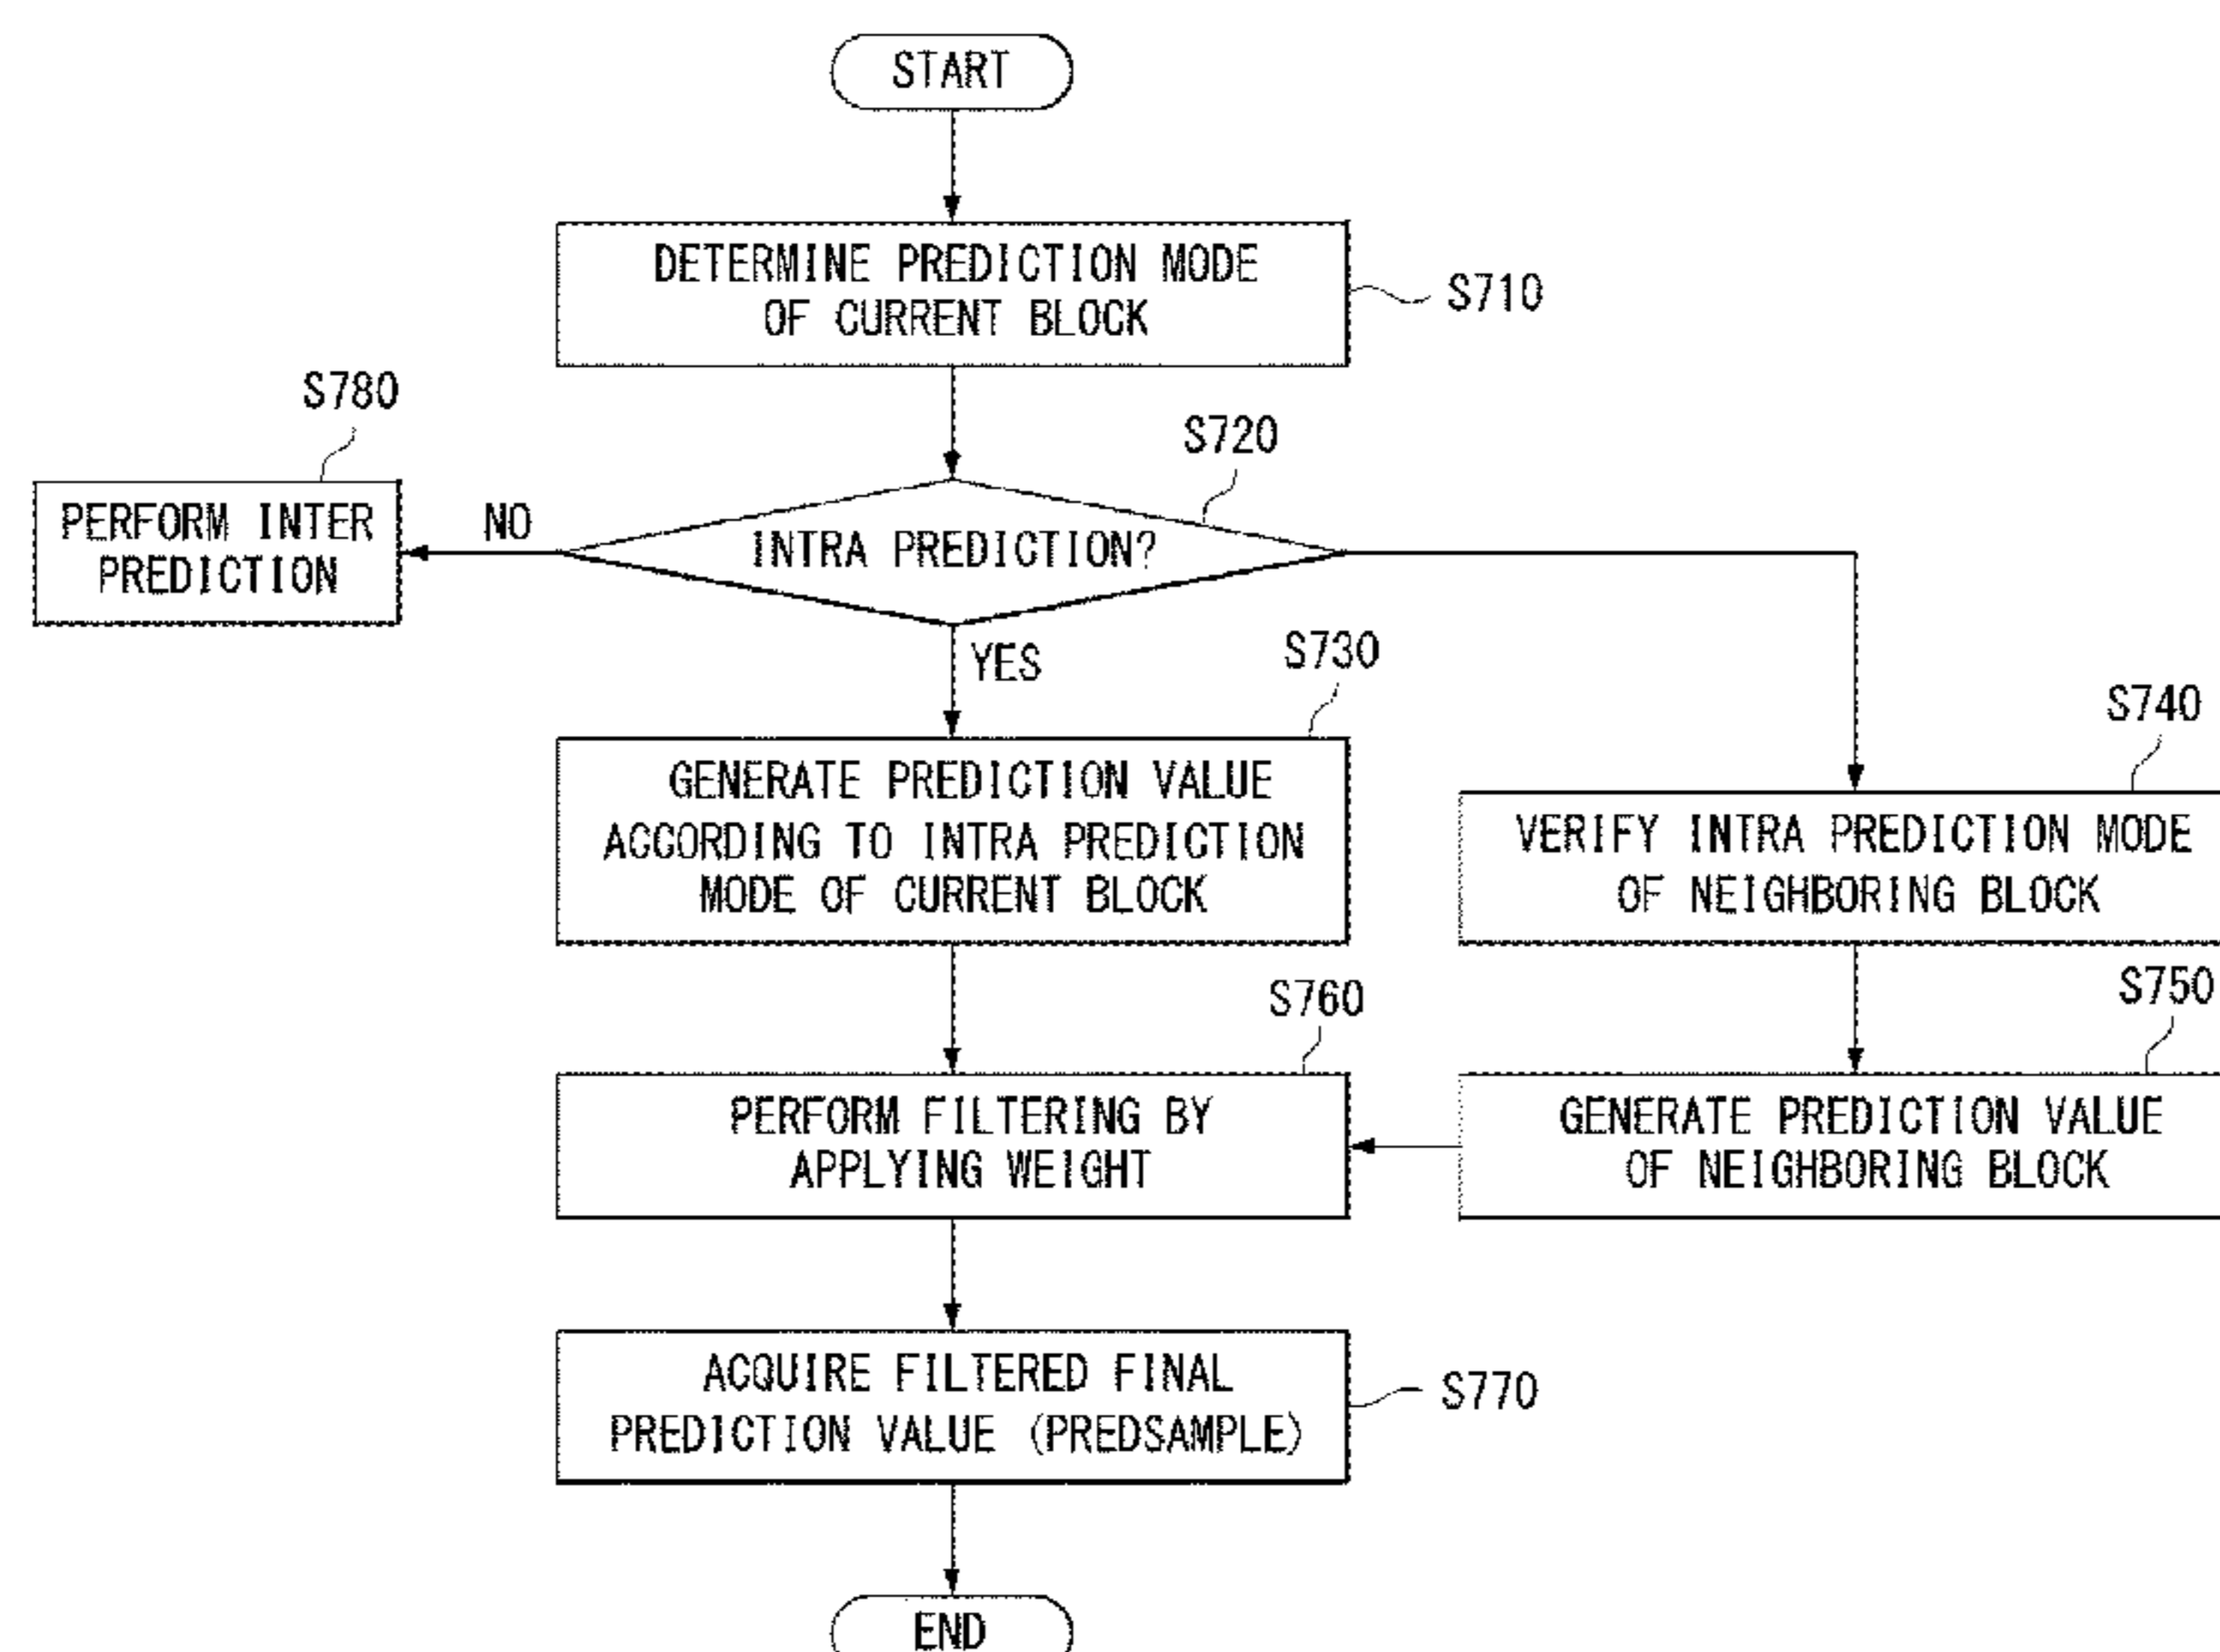 START
DETERMINE PREDICTION MODE
OF CURRENT BLOCK
S710
S780
S720
PERFORM INTER
PREDICTION
NO
INTRA PREDICTION?
YES
S730
S740
GENERATE PREDICTION VALUE
ACCORDING TO INTRA PREDICTION
MODE OF CURRENT BLOCK
VERIFY INTRA PREDICTION MODE
OF NEIGHBORING BLOCK
S760
S750
PERFORM FILTERING BY
APPLYING WEIGHT
GENERATE PREDICTION VALUE
OF NEIGHBORING BLOCK
ACQUIRE FILTERED FINAL
PREDICTION VALUE (PREDSAMPLE)
S770
END